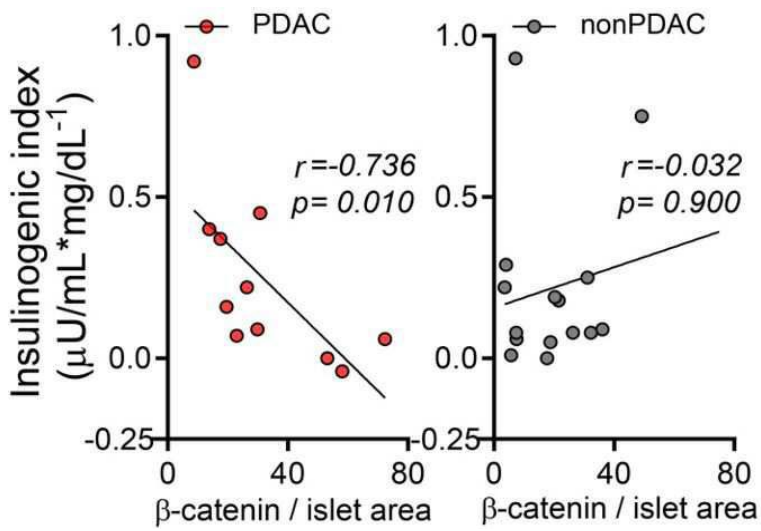 PDAC
nonPDAC
Insulinogenic index
(μU/mL*mg/dL⁻¹)
1.0
0.5
0.0
-0.25
r=-0.736
p= 0.010
0
40
80
β-catenin / islet area
1.0
0.5
0.0
-0.25
r=-0.032
p= 0.900
0
40
80
β-catenin / islet area